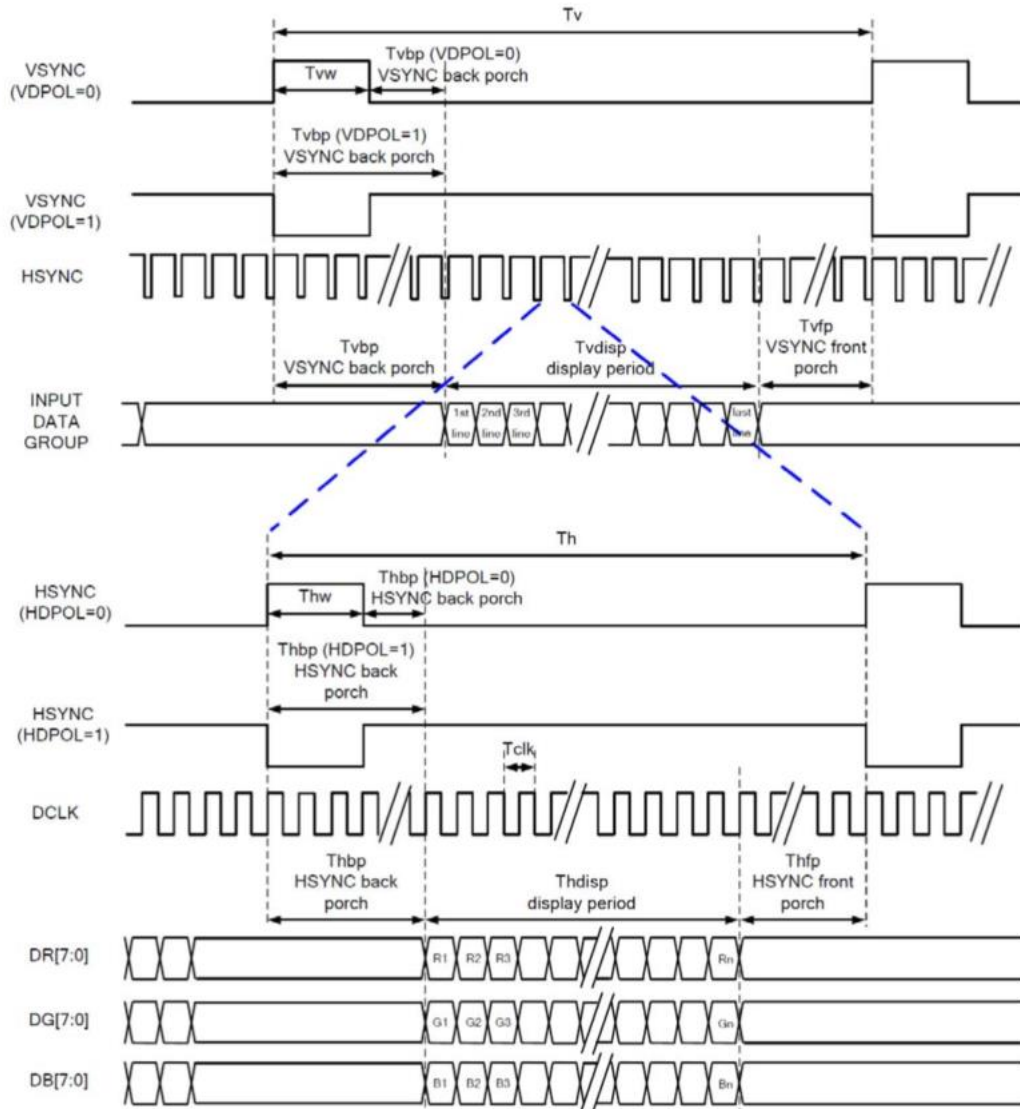 Tv
VSYNC
(VDPOL=0)
Tvw
Tvbp (VDPOL=0)
VSYNC back porch
Tvbp (VDPOL=1)
VSYNC back porch
VSYNC
(VDPOL=1)
HSYNC
Tvbp
VSYNC back porch
Tvdisp
display period
Tvfp
VSYNC front
porch
INPUT
DATA
GROUP
1st
line
2nd
line
3rd
line
last
line
Th
HSYNC
(HDPOL=0)
Thw
Thbp (HDPOL=0)
HSYNC back porch
Thbp (HDPOL=1)
HSYNC back
porch
HSYNC
(HDPOL=1)
Tclk
DCLK
Thbp
HSYNC back
porch
Thdisp
display period
Thfp
HSYNC front
porch
DR[7:0]
R1 R2 R3 Rn
DG[7:0]
G1 G2 G3 Gn
DB[7:0]
B1 B2 B3 Bn